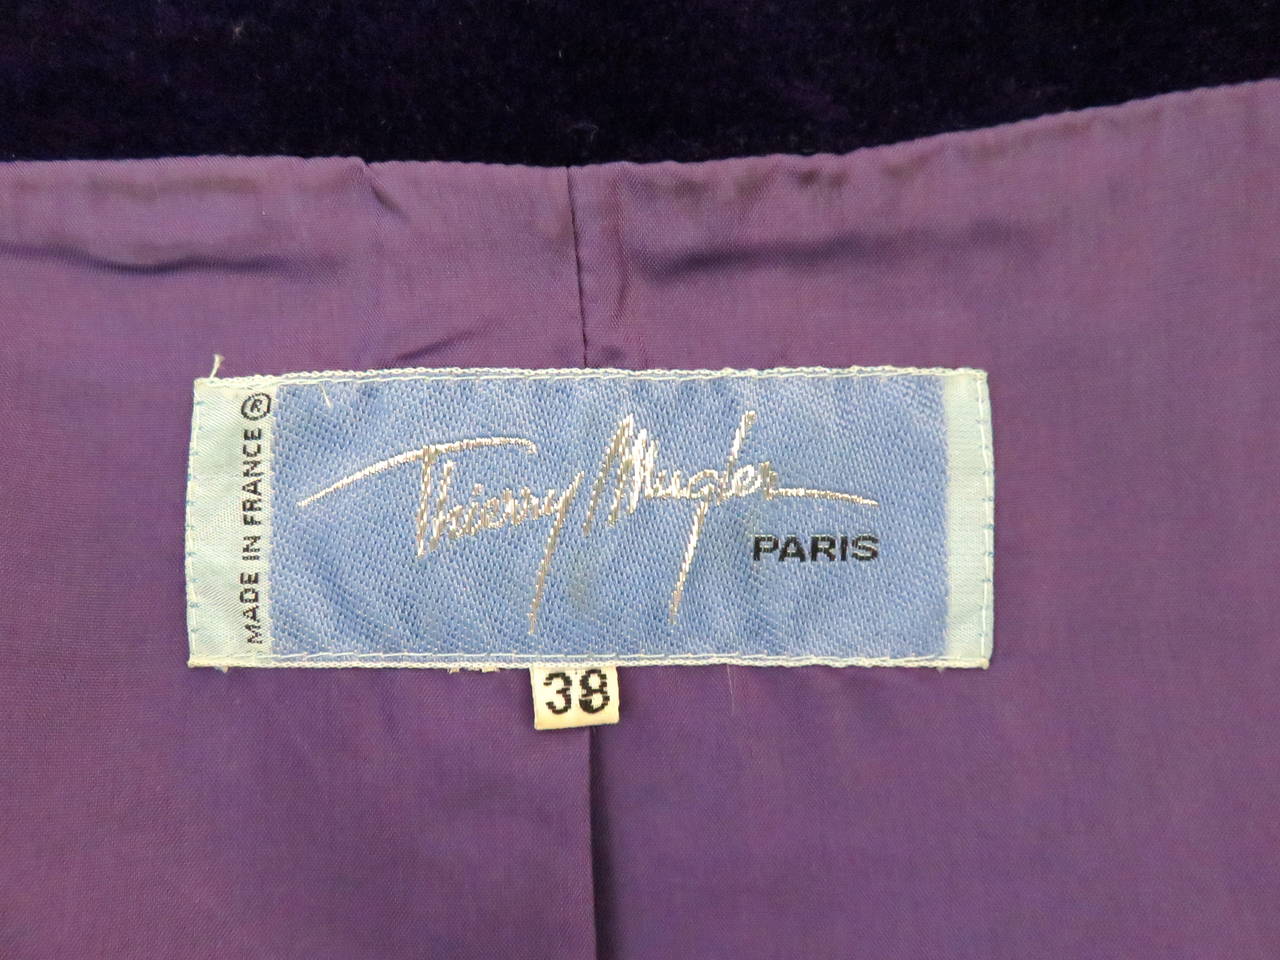 MADE IN FRANCE ®
Thierry Mugler
PARIS
38